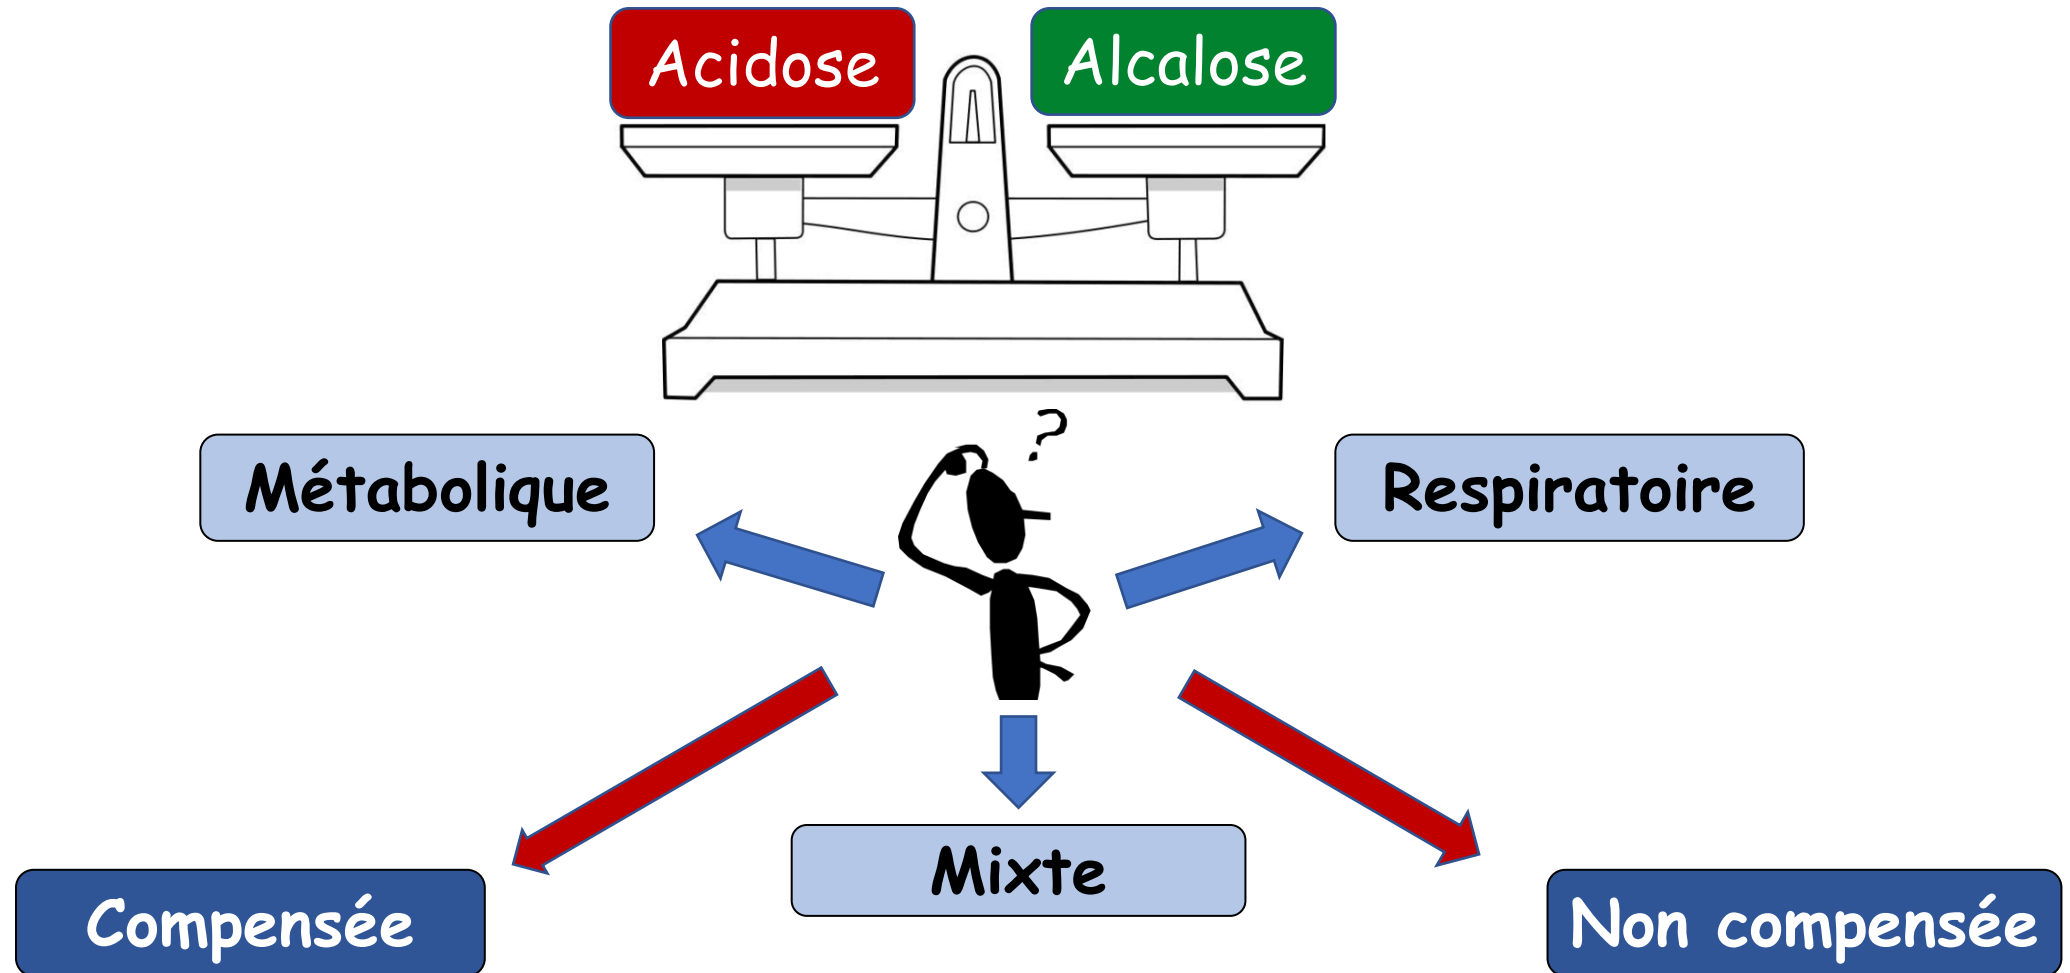 Acidose
Alcalose
?
Métabolique
Respiratoire
Mixte
Compensée
Non compensée